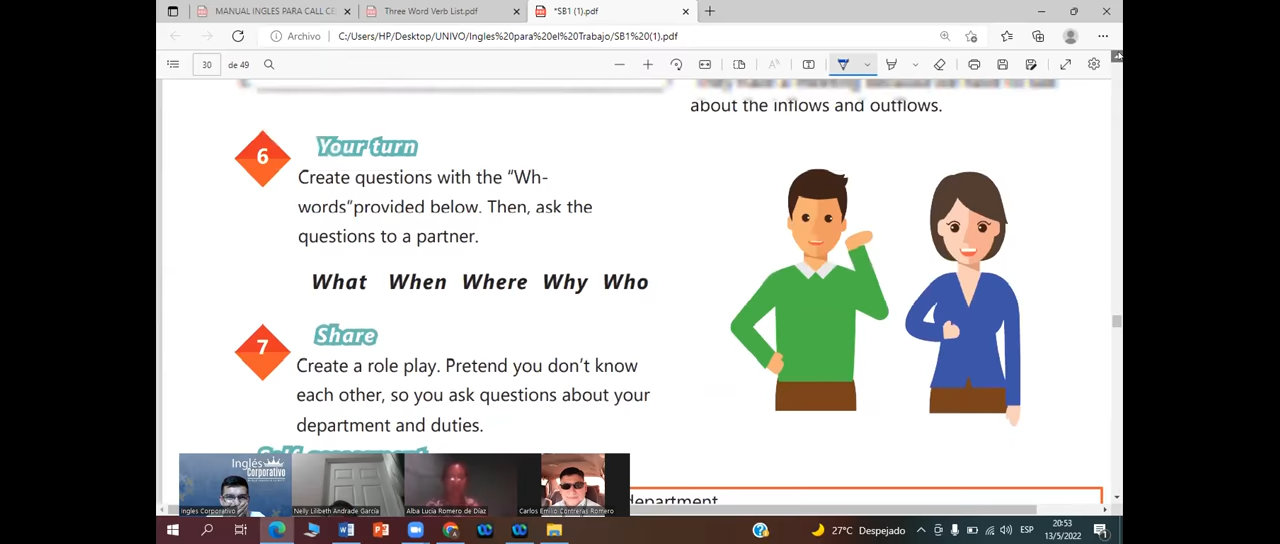 MANUAL INGLES PARA CALL CE
Three Word Verb List.pdf
*SB1 (1).pdf
Archivo
C:/Users/HP/Desktop/UNIVO/Ingles%20para%20el%20Trabajo/SB1%20(1).pdf
30 de 49
about the inflows and outflows.
6 Your turn
Create questions with the “Wh-
words”provided below. Then, ask the
questions to a partner.
What When Where Why Who
7 Share
Create a role play. Pretend you don’t know
each other, so you ask questions about your
department and duties.
Self
department
Inglés
Corporativo
Ingles Corporativo
Nelly Lilibeth Andrade García
Alba Lucia Romero de Díaz
Carlos Emilio Contreras Romero
27°C Despejado
ESP
20:53
13/5/2022